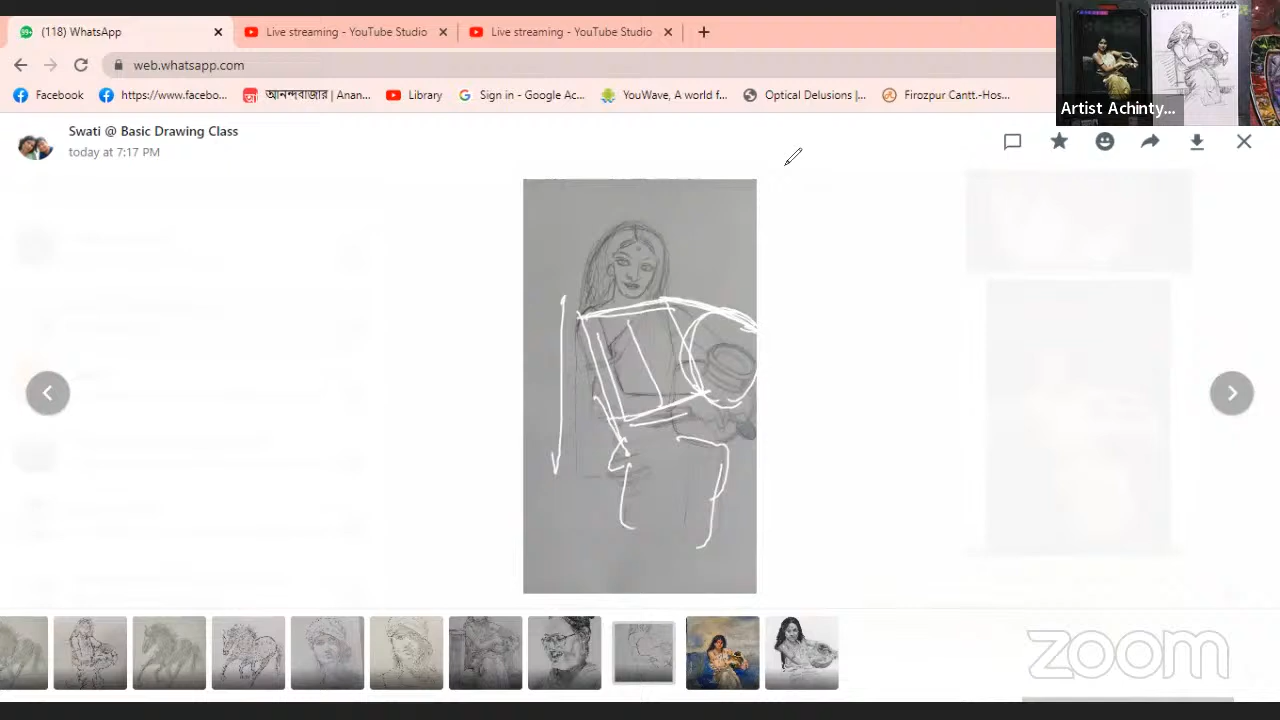 (118) WhatsApp
Live streaming - YouTube Studio
Live streaming - YouTube Studio
web.whatsapp.com
Facebook
https://www.facebo...
আনন্দবাজার | Anan...
Library
Sign in - Google Ac...
YouWave, A world f...
Optical Delusions |...
Firozpur Cantt.-Hos...
Artist Achinty...
Swati @ Basic Drawing Class
today at 7:17 PM
zoom